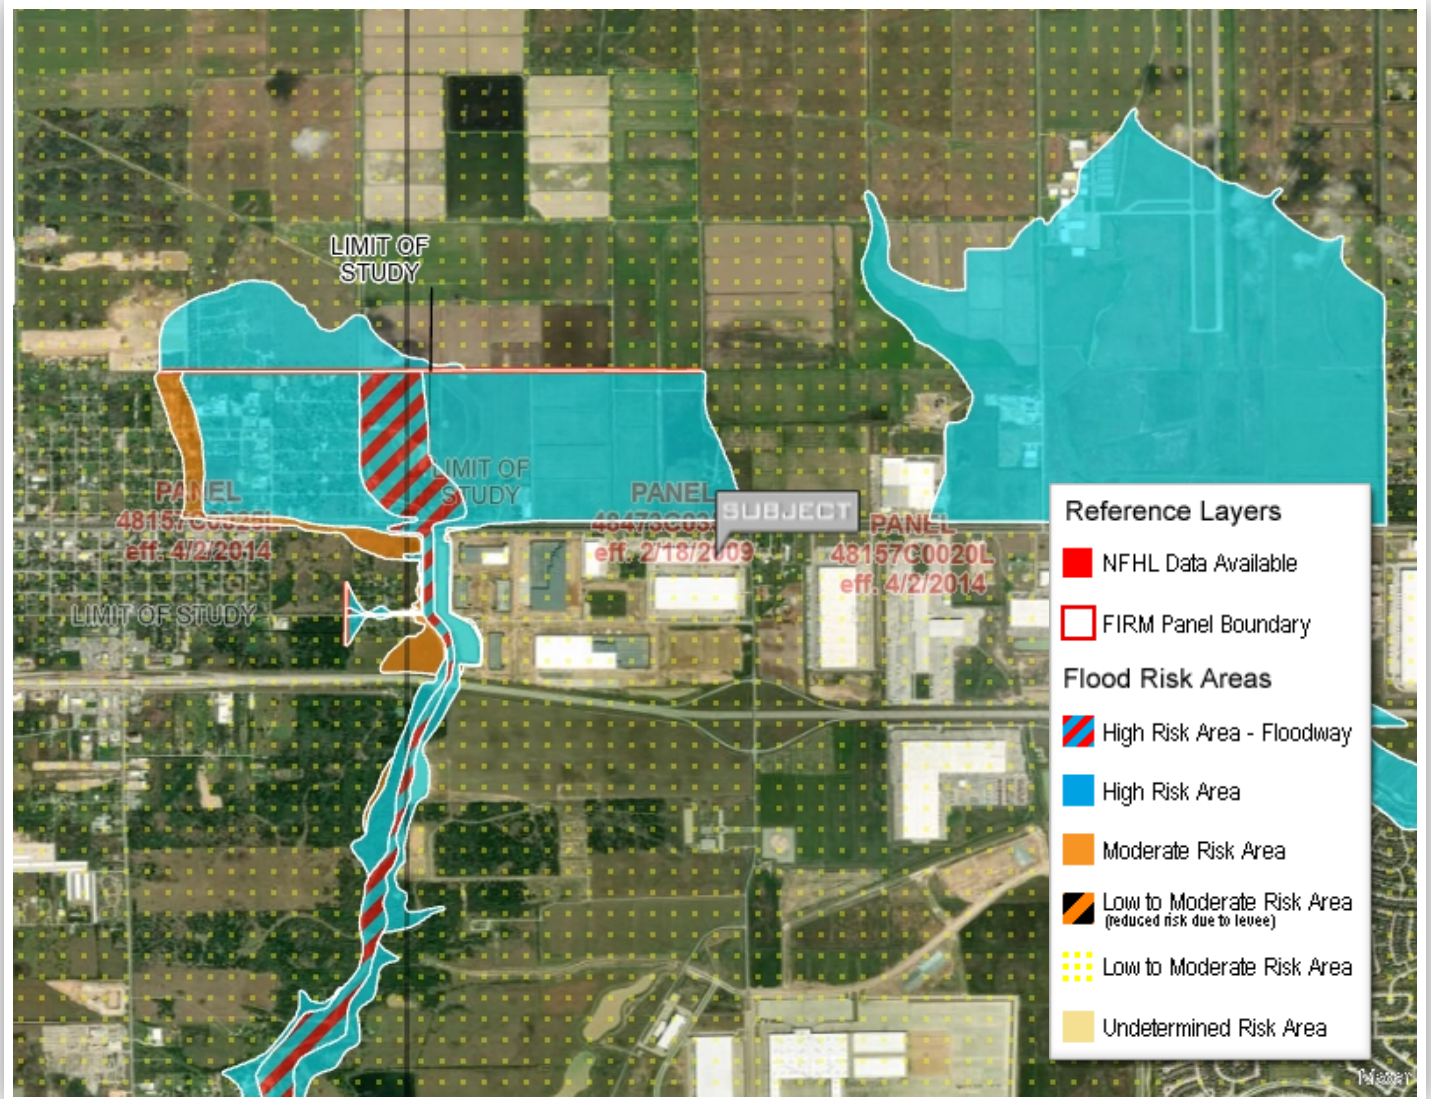 LIMIT OF
STUDY
LIMIT OF
STUDY
PANEL
eff. 4/2/2014
PANEL
eff. 2/18/2009
SUBJECT
PANEL
48157C0020L
eff. 4/2/2014
LIMIT OF STUDY
Reference Layers
NFHL Data Available
FIRM Panel Boundary
Flood Risk Areas
High Risk Area - Floodway
High Risk Area
Moderate Risk Area
Low to Moderate Risk Area
(reduced risk due to levee)
Low to Moderate Risk Area
Undetermined Risk Area